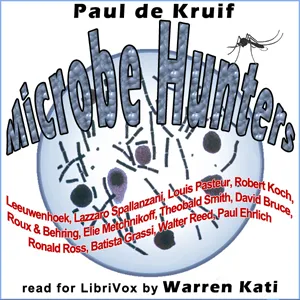 Paul de Kruif
Microbe Hunters
Leeuwenhoek, Lazzaro Spallanzani, Louis Pasteur, Robert Koch,
Roux & Behring, Elie Metchnikoff, Theobald Smith, David Bruce,
Ronald Ross, Batista Grassi, Walter Reed, Paul Ehrlich
read for LibriVox by Warren Kati